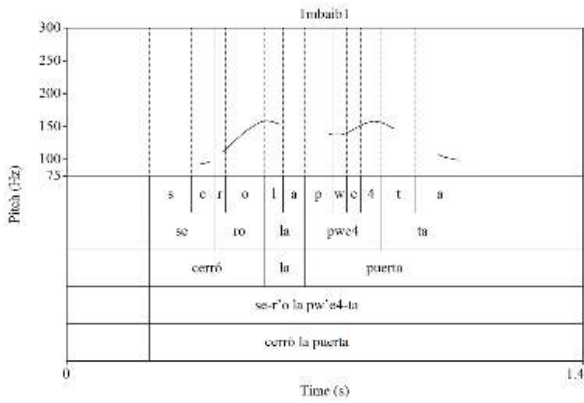 1mbaib1
300
250
200
150
100
75
Pitch (Hz)
s e r o l a p w e 4 t a
se ro la pwe4 ta
cerró la puerta
se-r'o la pw'e4-ta
cerró la puerta
0 1.4
Time (s)